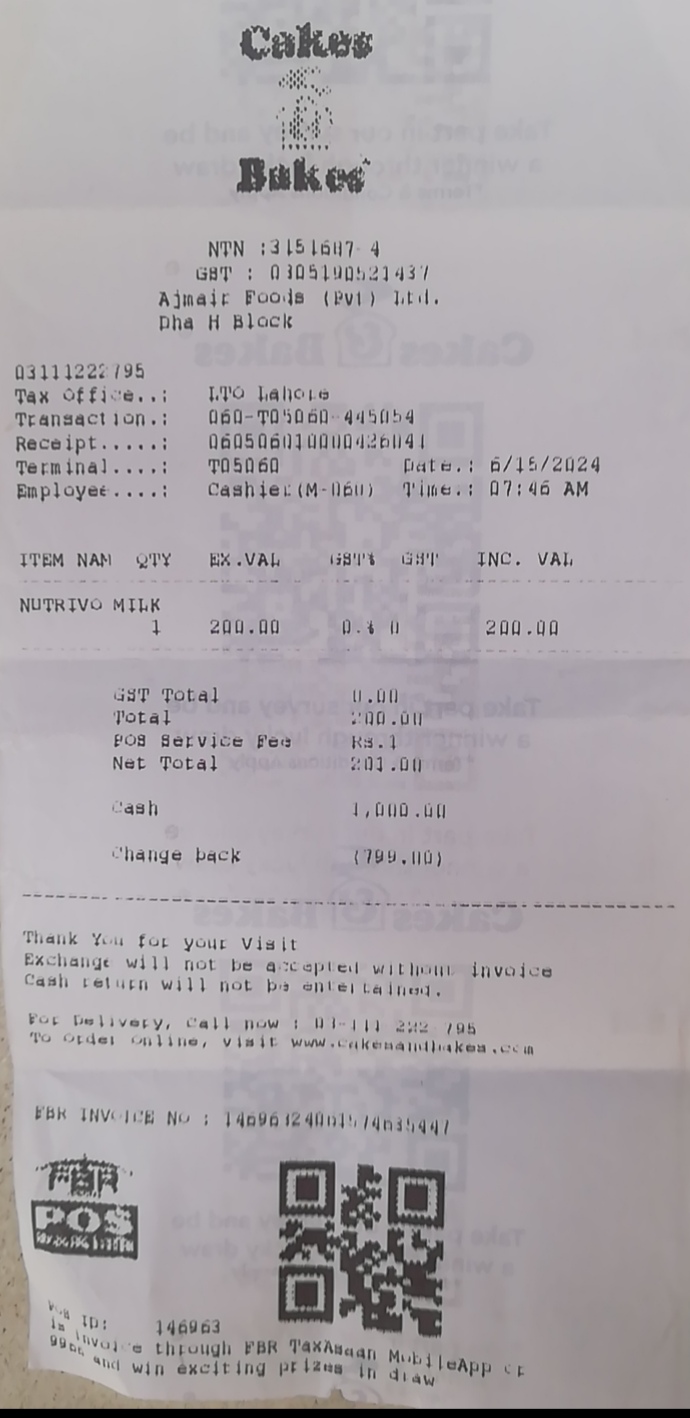 Cakes
&
Bakes
NTN :3151687-4
GST : 0305190521437
Ajmair Foods (Pvt) Ltd.
Dha H Block
03111222795
Tax Office..: LTO Lahore
Transaction.: 060-T05060-445054
Receipt.....: 060506010000426041
Terminal....: T05060 Date.: 6/15/2024
Employee....: Cashier(M-060) Time.: 07:46 AM
ITEM NAM QTY EX.VAL GST% GST INC. VAL
NUTRIVO MILK
1 200.00 0.% 0 200.00
GST Total 0.00
Total 200.00
POS Service Fee Rs.1
Net Total 201.00
Cash 1,000.00
Change back (799.00)
Thank You for your Visit
Exchange will not be accepted without invoice
Cash return will not be entertained.
For Delivery, Call now : 03-111 222 795
To Order online, visit www.cakesandbakes.com
FBR INVOICE No :
FBR
POS
POS ID: 146963
is invoice through FBR TaxAsaan MobileApp or
and win exciting prizes in draw